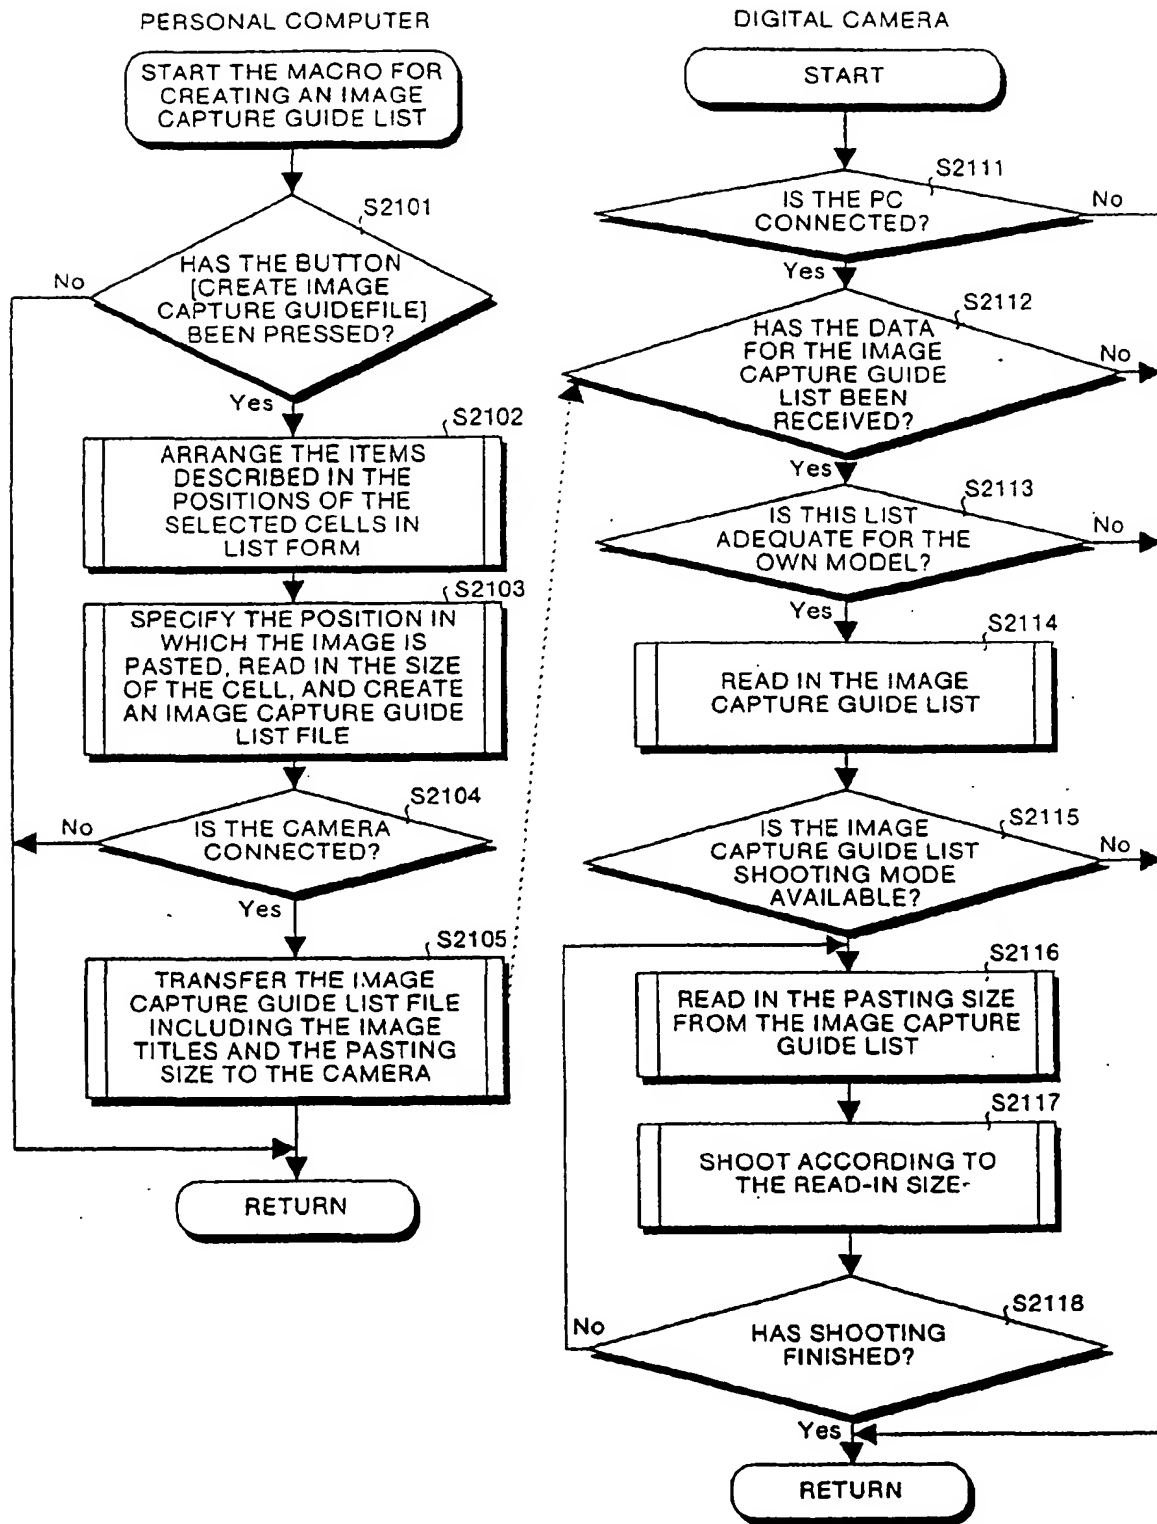 PERSONAL COMPUTER
START THE MACRO FOR
CREATING AN IMAGE
CAPTURE GUIDE LIST
S2101
HAS THE BUTTON
[CREATE IMAGE
CAPTURE GUIDEFILE]
BEEN PRESSED?
No
Yes
S2102
ARRANGE THE ITEMS
DESCRIBED IN THE
POSITIONS OF THE
SELECTED CELLS IN
LIST FORM
S2103
SPECIFY THE POSITION IN
WHICH THE IMAGE IS
PASTED, READ IN THE SIZE
OF THE CELL, AND CREATE
AN IMAGE CAPTURE GUIDE
LIST FILE
S2104
No
IS THE CAMERA
CONNECTED?
Yes
S2105
TRANSFER THE IMAGE
CAPTURE GUIDE LIST FILE
INCLUDING THE IMAGE
TITLES AND THE PASTING
SIZE TO THE CAMERA
RETURN
DIGITAL CAMERA
START
S2111
IS THE PC
CONNECTED?
No
Yes
S2112
HAS THE DATA
FOR THE IMAGE
CAPTURE GUIDE
LIST BEEN
RECEIVED?
No
Yes
S2113
IS THIS LIST
ADEQUATE FOR THE
OWN MODEL?
No
Yes
S2114
READ IN THE IMAGE
CAPTURE GUIDE LIST
S2115
IS THE IMAGE
CAPTURE GUIDE LIST
SHOOTING MODE
AVAILABLE?
No
S2116
READ IN THE PASTING SIZE
FROM THE IMAGE CAPTURE
GUIDE LIST
S2117
SHOOT ACCORDING TO
THE READ-IN SIZE
S2118
No
HAS SHOOTING
FINISHED?
Yes
RETURN